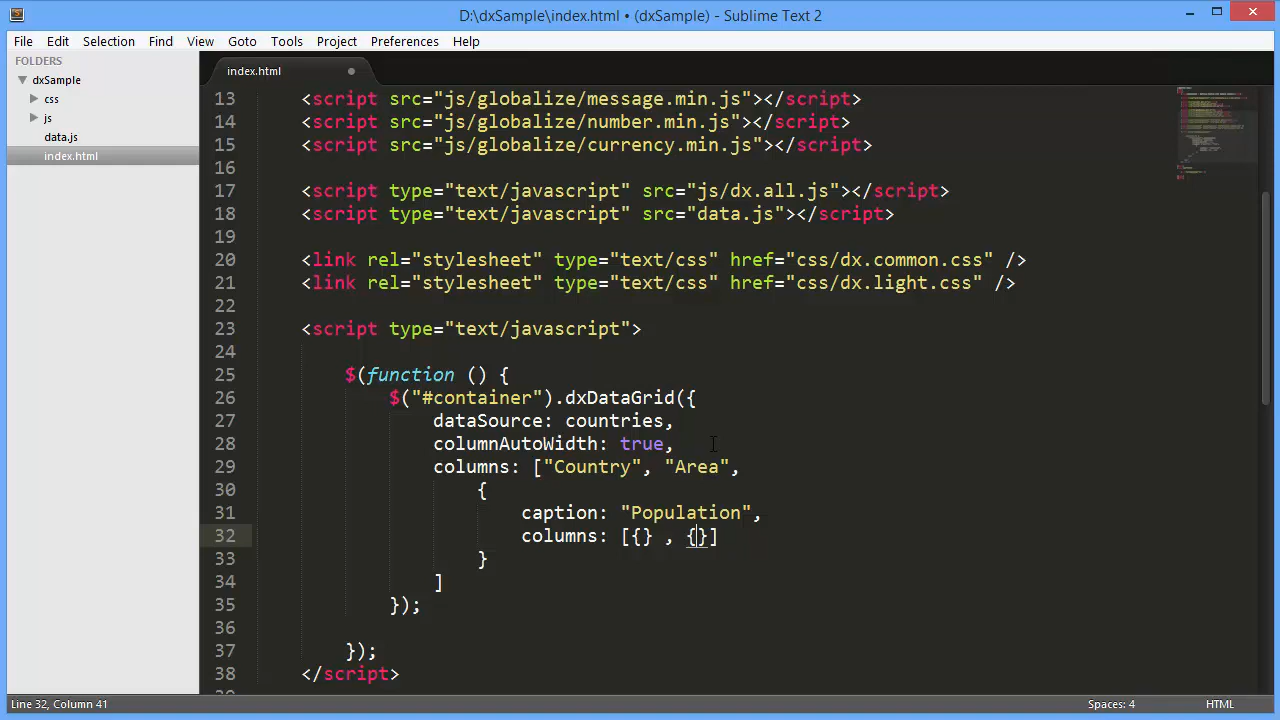 D:\dxSample\index.html • (dxSample) - Sublime Text 2
File Edit Selection Find View Goto Tools Project Preferences Help
FOLDERS
dxSample
css
js
data.js
index.html
index.html
13 <script src="js/globalize/message.min.js"></script>
14 <script src="js/globalize/number.min.js"></script>
15 <script src="js/globalize/currency.min.js"></script>
16
17 <script type="text/javascript" src="js/dx.all.js"></script>
18 <script type="text/javascript" src="data.js"></script>
19
20 <link rel="stylesheet" type="text/css" href="css/dx.common.css" />
21 <link rel="stylesheet" type="text/css" href="css/dx.light.css" />
22
23 <script type="text/javascript">
24
25 $(function () {
26 $("#container").dxDataGrid({
27 dataSource: countries,
28 columnAutoWidth: true,
29 columns: ["Country", "Area",
30 {
31 caption: "Population",
32 columns: [{} , {}]
33 }
34 ]
35 });
36
37 });
38 </script>
Line 32, Column 41
Spaces: 4
HTML